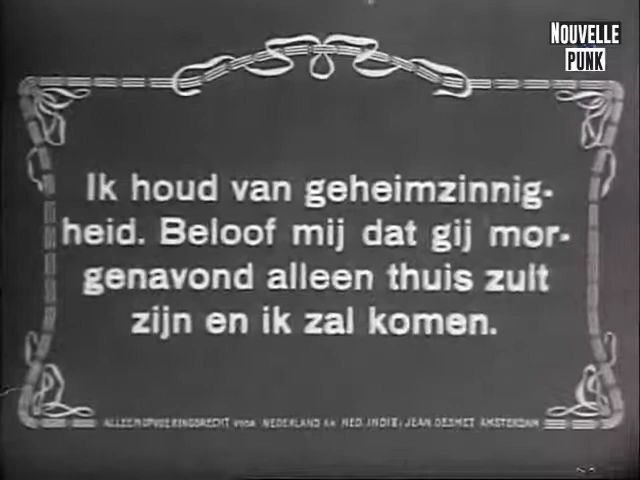 NOUVELLE
PUNK
Ik houd van geheimzinnig-
heid. Beloof mij dat gij mor-
genavond alleen thuis zult
zijn en ik zal komen.
ALLEENOPVOERINGSRECHT VOOR NEDERLAND EN NED. INDIE: JEAN DESMET AMSTERDAM